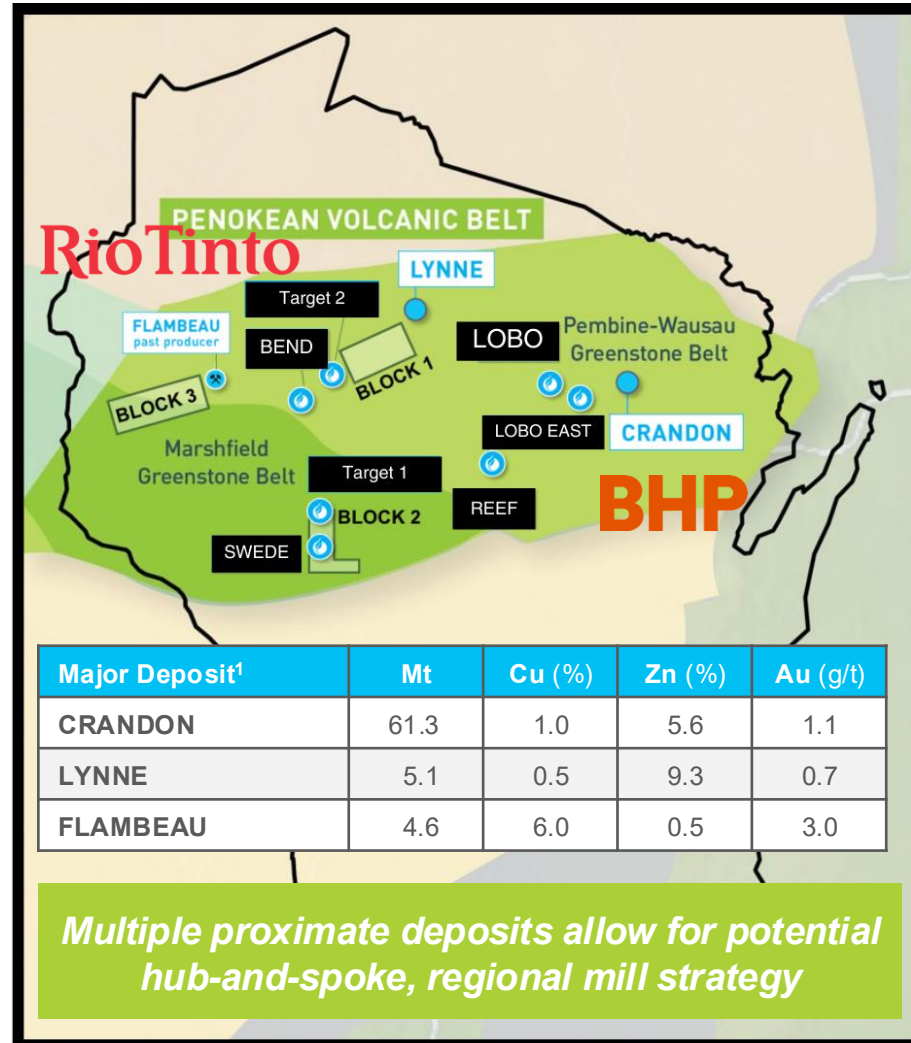 PENOKEAN VOLCANIC BELT
RioTinto
LYNNE
Target 2
FLAMBEAU
past producer
BEND
LOBO
Pembine-Wausau
Greenstone Belt
BLOCK 1
BLOCK 3
LOBO EAST
CRANDON
Marshfield
Greenstone Belt
Target 1
REEF
BHP
BLOCK 2
SWEDE
Major Deposit¹ Mt Cu (%) Zn (%) Au (g/t)
CRANDON 61.3 1.0 5.6 1.1
LYNNE 5.1 0.5 9.3 0.7
FLAMBEAU 4.6 6.0 0.5 3.0
Multiple proximate deposits allow for potential
hub-and-spoke, regional mill strategy